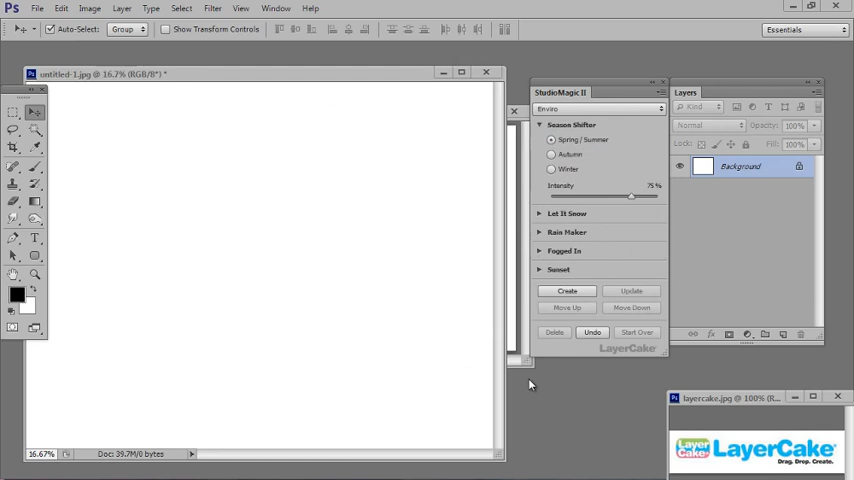 Ps File Edit Image Layer Type Select Filter View Window Help
Auto-Select: Group Show Transform Controls Essentials
untitled-1.jpg @ 16.7% (RGB/8*) *
StudioMagic II
Enviro
Season Shifter
Spring / Summer
Autumn
Winter
Intensity 75 %
Let It Snow
Rain Maker
Fogged In
Sunset
Create Update
Move Up Move Down
Delete Undo Start Over
LayerCake
Layers
Kind
Normal Opacity: 100%
Lock: Fill: 100%
Background
layercake.jpg @ 100% (R...
Layer
Cake
LayerCake
Drag. Drop. Create.
16.67% Doc: 39.7M/0 bytes